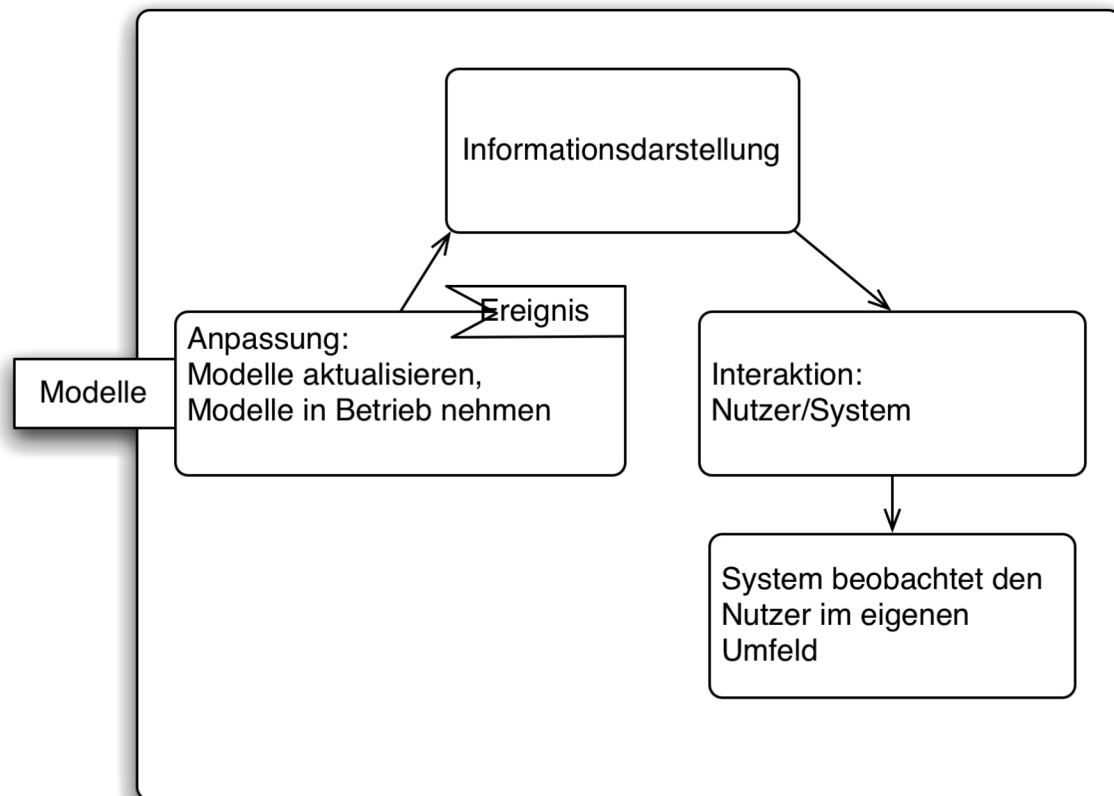 Informationsdarstellung
Ereignis
Anpassung:
Modelle aktualisieren,
Modelle in Betrieb nehmen
Modelle
Interaktion:
Nutzer/System
System beobachtet den
Nutzer im eigenen
Umfeld